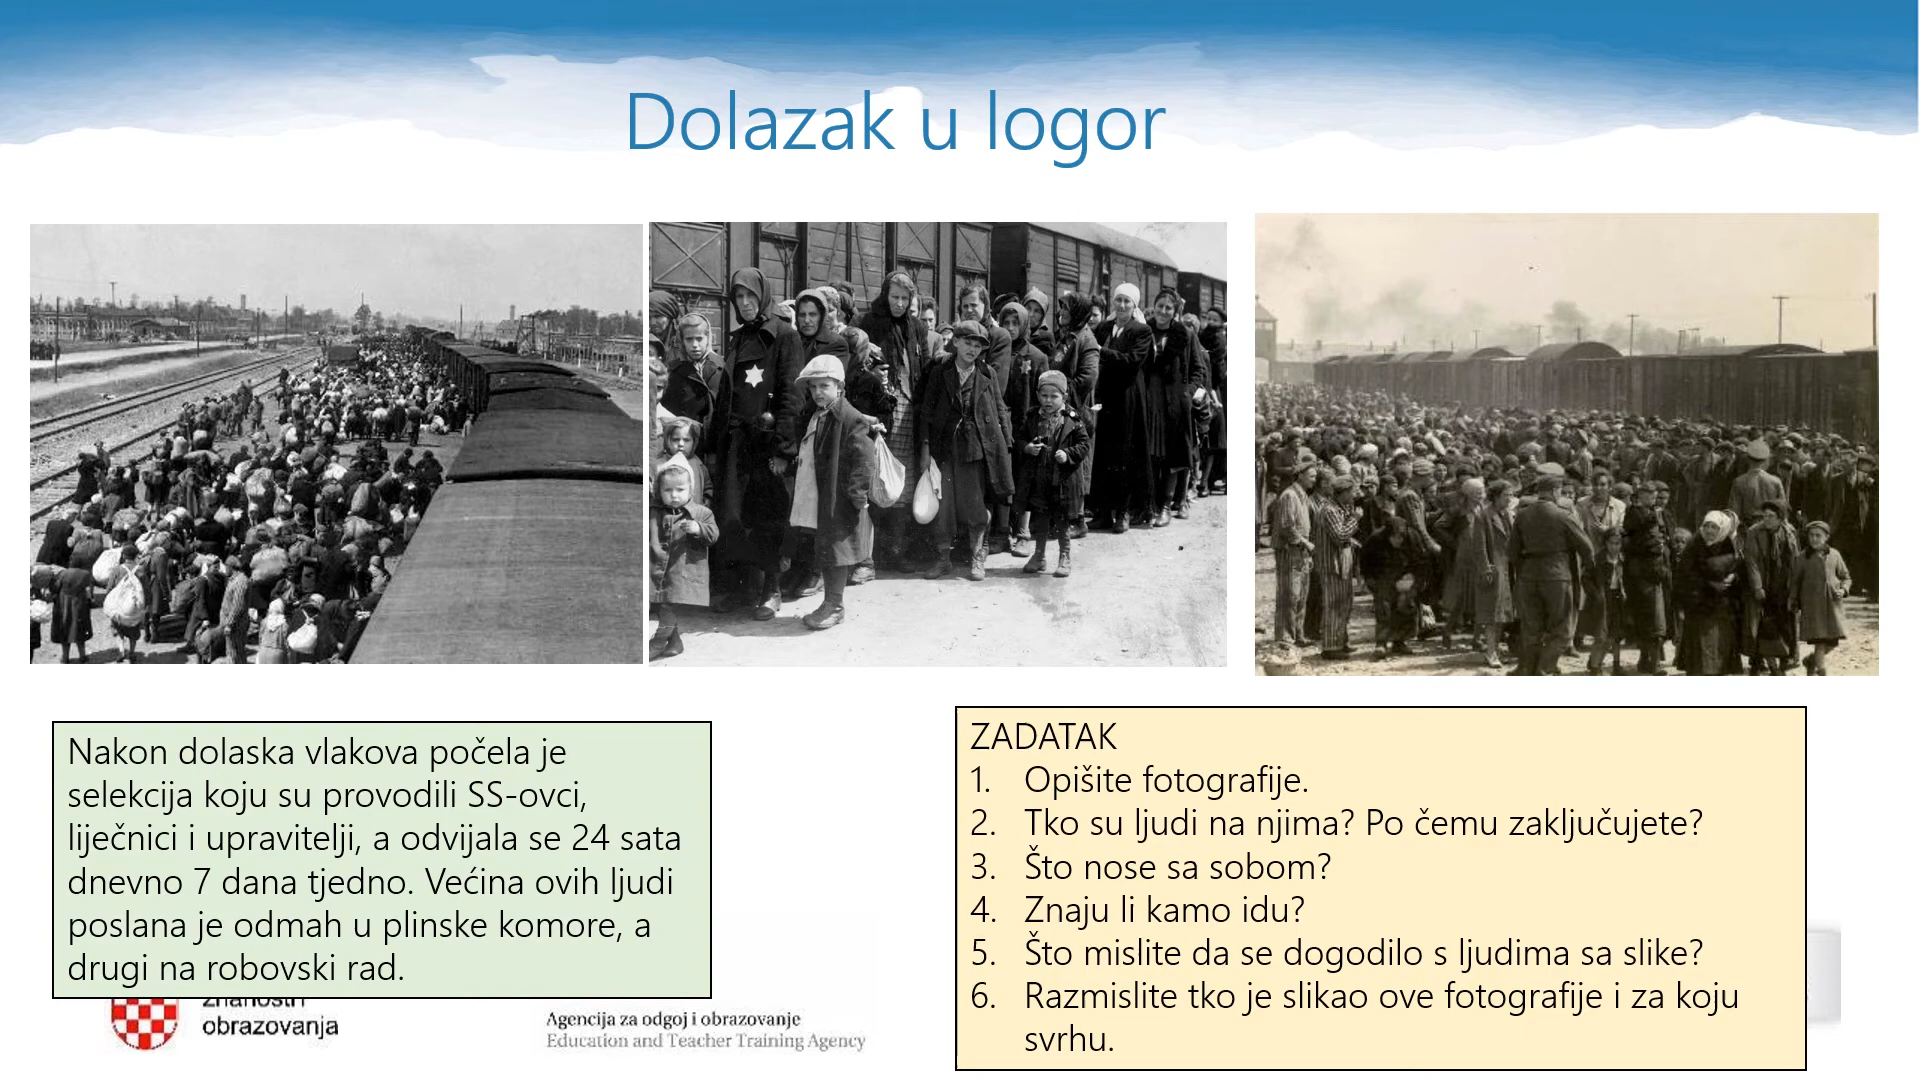 Dolazak u logor
Nakon dolaska vlakova počela je
selekcija koju su provodili SS-ovci,
liječnici i upravitelji, a odvijala se 24 sata
dnevno 7 dana tjedno. Većina ovih ljudi
poslana je odmah u plinske komore, a
drugi na robovski rad.
ZADATAK
1. Opišite fotografije.
2. Tko su ljudi na njima? Po čemu zaključujete?
3. Što nose sa sobom?
4. Znaju li kamo idu?
5. Što mislite da se dogodilo s ljudima sa slike?
6. Razmislite tko je slikao ove fotografije i za koju
svrhu.
znanosti i
obrazovanja
Agencija za odgoj i obrazovanje
Education and Teacher Training Agency